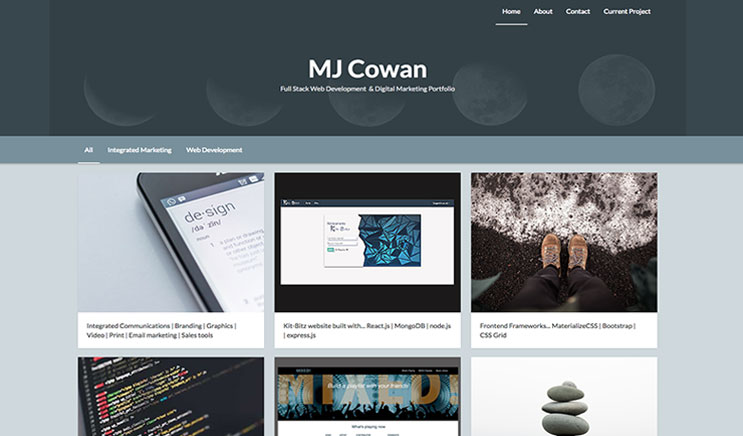 Home About Contact Current Project
MJ Cowan
Full Stack Web Development & Digital Marketing Portfolio
All Integrated Marketing Web Development
de·sign
noun
Integrated Communications | Branding | Graphics |
Video | Print | Email marketing | Sales tools
Kit-Bitz website built with... React.js | MongoDB | node.js
| express.js
Frontend Frameworks... MaterializeCSS | Bootstrap |
CSS Grid
Build a playlist with your friends!
What's playing now